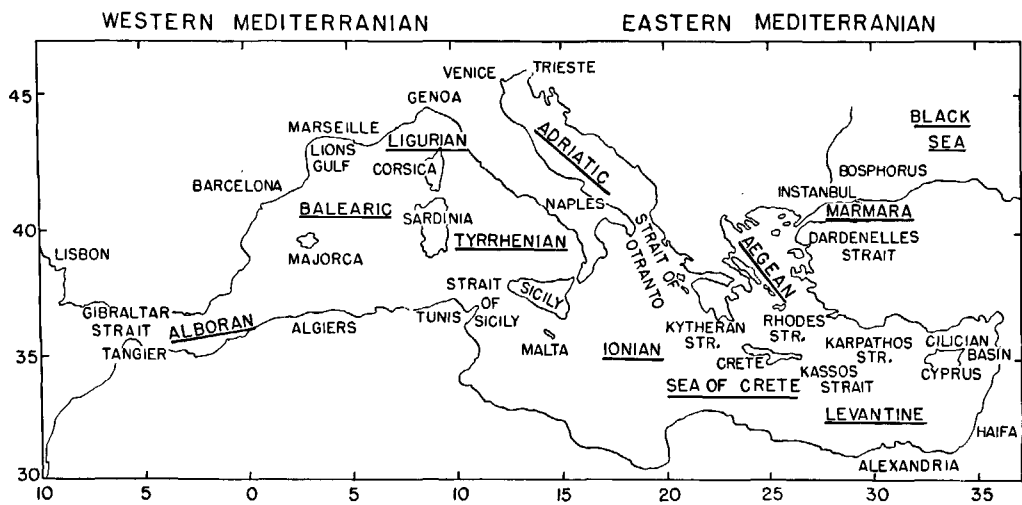 WESTERN MEDITERRANIAN
EASTERN MEDITERRANIAN
VENICE
TRIESTE
45
GENOA
MARSEILLE
LIGURIAN
LIONS
GULF
CORSICA
ADRIATIC
BLACK
SEA
BOSPHORUS
BARCELONA
INSTANBUL
BALEARIC
SARDINIA
NAPLES
MARMARA
40
MAJORCA
TYRRHENIAN
STRAIT OF
OTRANTO
AEGEAN
DARDENELLES
STRAIT
LISBON
STRAIT
OF
SICILY
SICILY
GIBRALTAR
STRAIT
ALBORAN
ALGIERS
TUNIS
KYTHERAN
STR.
RHODES
STR.
TANGIER
MALTA
IONIAN
KARPATHOS
STR.
CILICIAN
BASIN
35
CRETE
KASSOS
STRAIT
CYPRUS
SEA OF CRETE
LEVANTINE
HAIFA
ALEXANDRIA
30
10 5 0 5 10 15 20 25 30 35